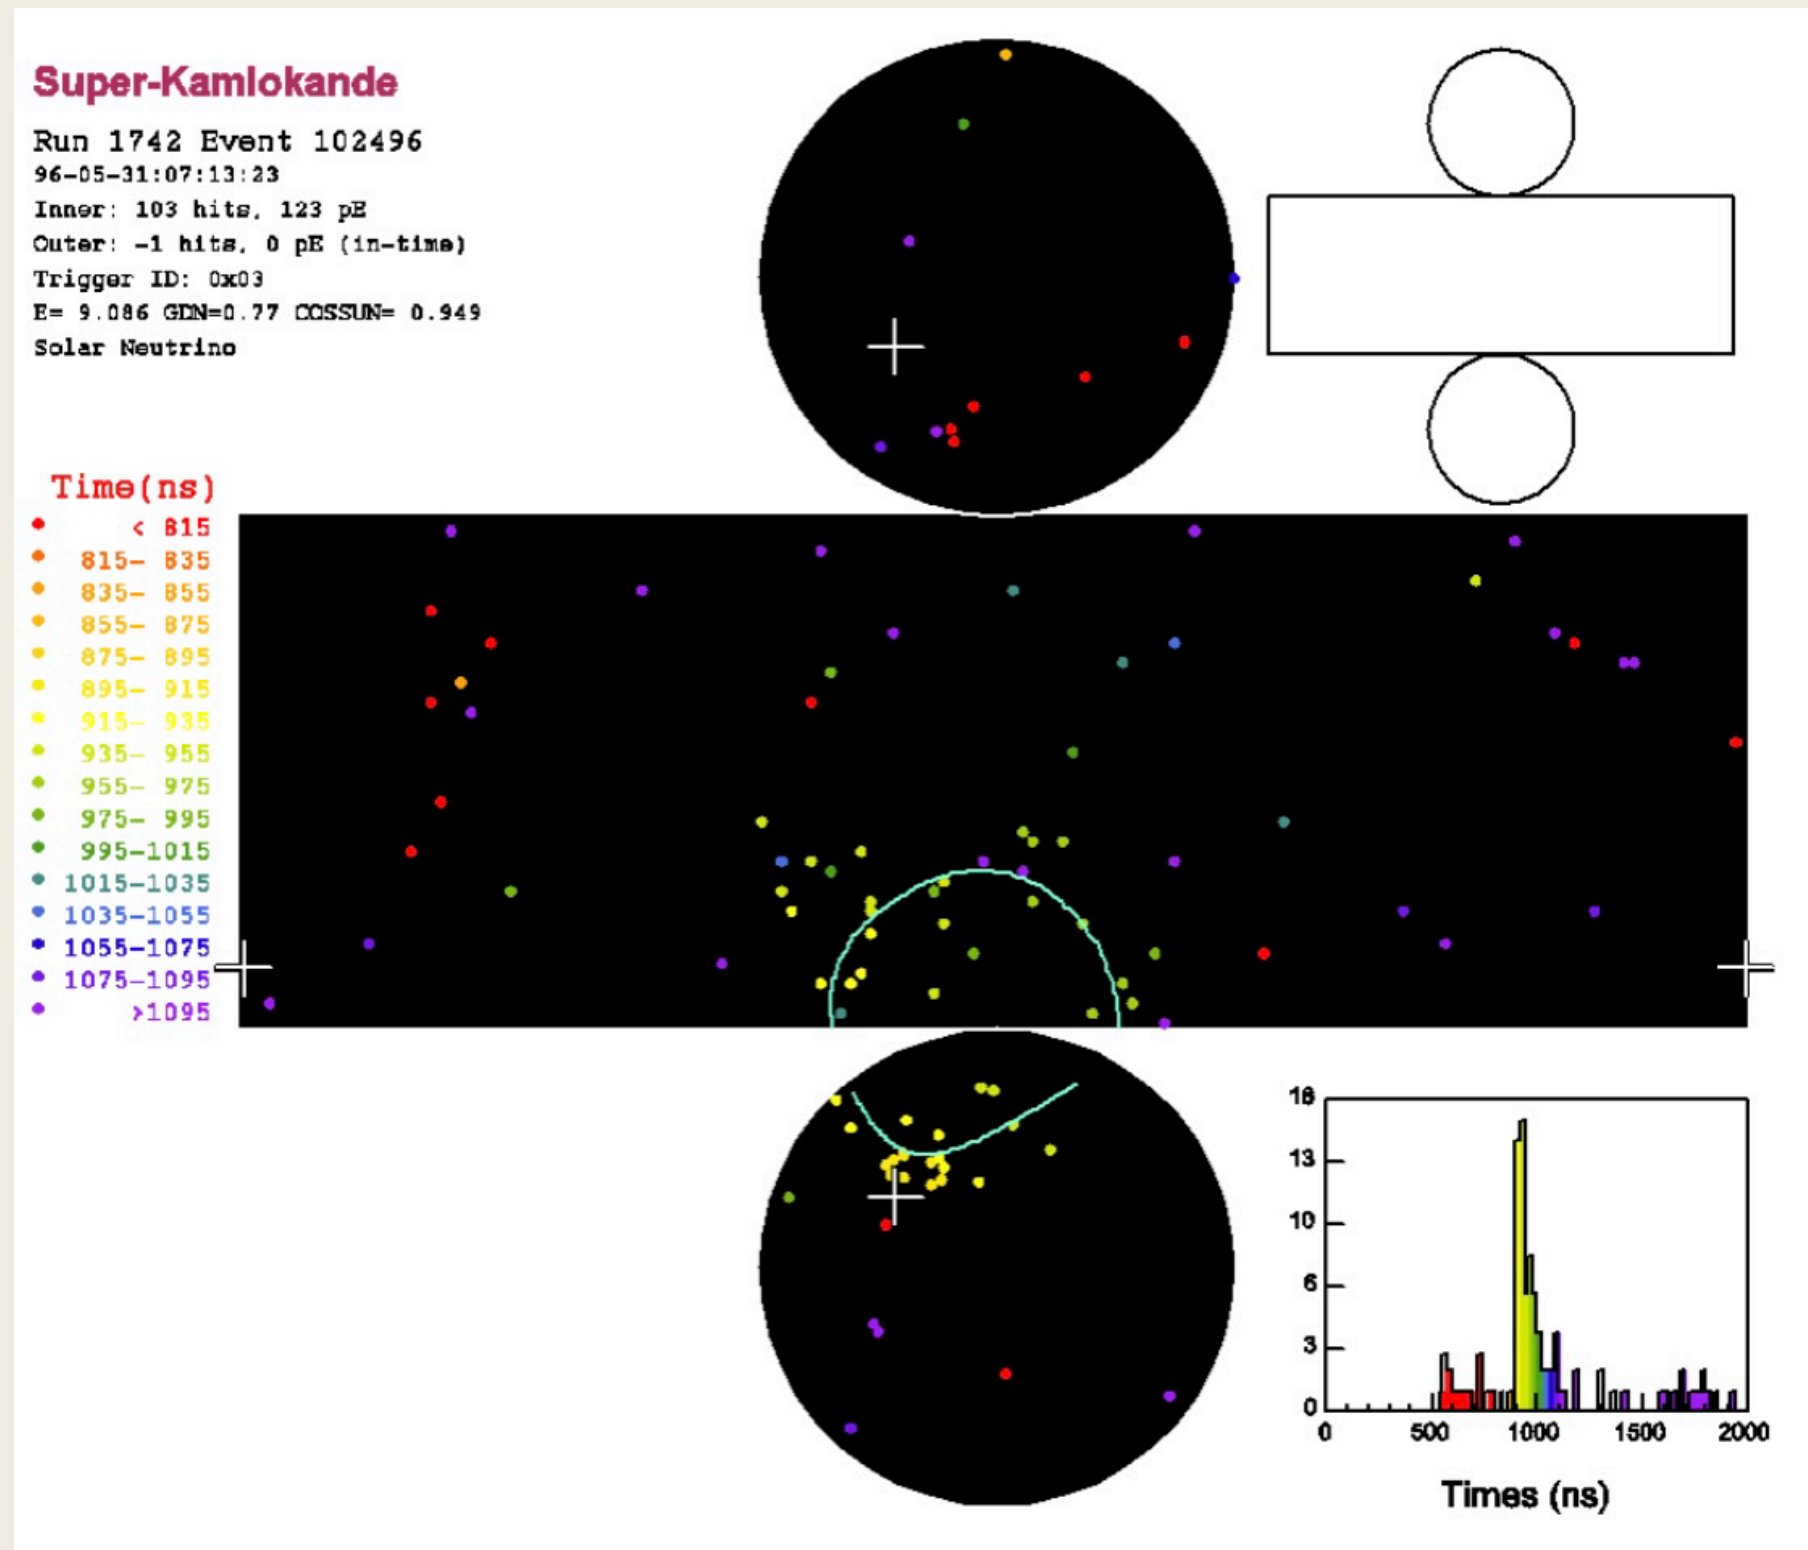 Super-Kamiokande
Run 1742 Event 102496
96-05-31:07:13:23
Inner: 103 hits, 123 pE
Outer: -1 hits, 0 pE (in-time)
Trigger ID: 0x03
E= 9.086 GDN=0.77 COSSUN= 0.949
Solar Neutrino
Time(ns)
< 815
815- 835
835- 855
855- 875
875- 895
895- 915
915- 935
935- 955
955- 975
975- 995
995-1015
1015-1035
1035-1055
1055-1075
1075-1095
>1095
16
13
10
6
3
0
0 500 1000 1500 2000
Times (ns)